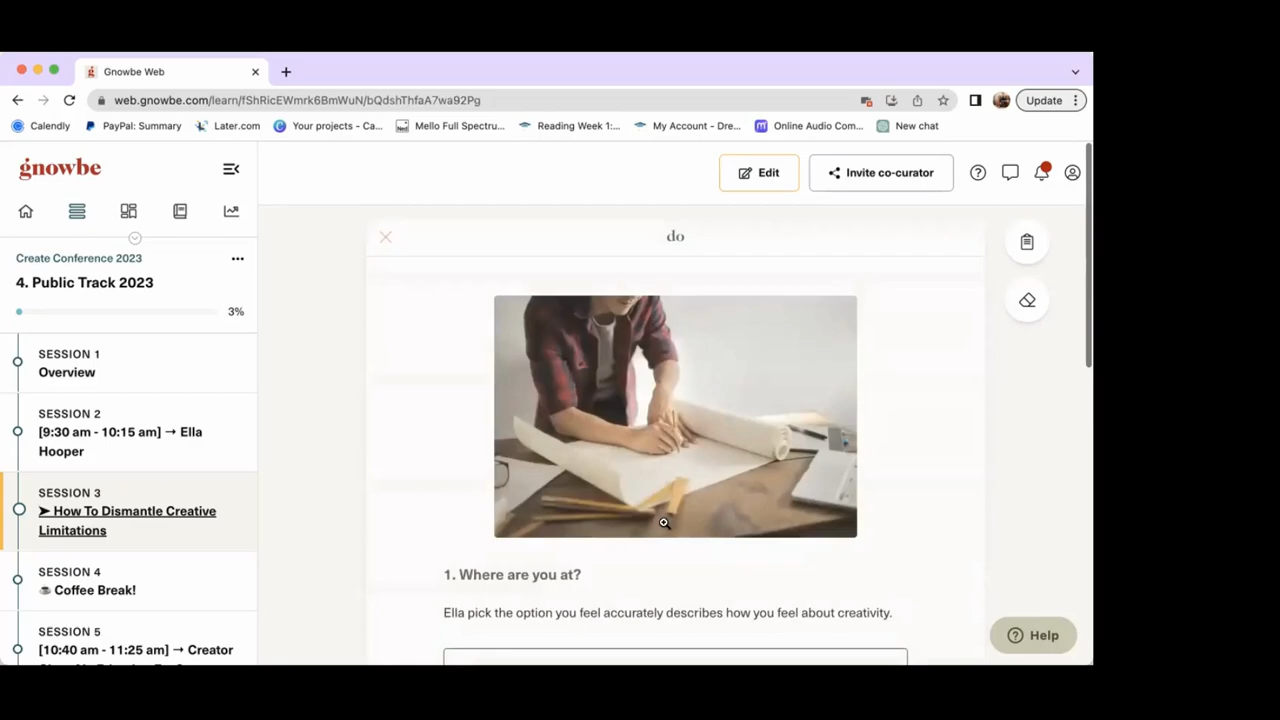 Gnowbe Web
web.gnowbe.com/learn/fShRicEWmrk6BmWuN/bQdshThfaA7wa92Pg
Update
Calendly
PayPal: Summary
Later.com
Your projects - Ca...
Mello Full Spectru...
Reading Week 1:...
My Account - Dre...
Online Audio Com...
New chat
gnowbe
Edit
Invite co-curator
do
Create Conference 2023
4. Public Track 2023
3%
SESSION 1
Overview
SESSION 2
[9:30 am - 10:15 am] → Ella
Hooper
SESSION 3
➤ How To Dismantle Creative
Limitations
SESSION 4
☕ Coffee Break!
SESSION 5
[10:40 am - 11:25 am] → Creator
1. Where are you at?
Ella pick the option you feel accurately describes how you feel about creativity.
Help